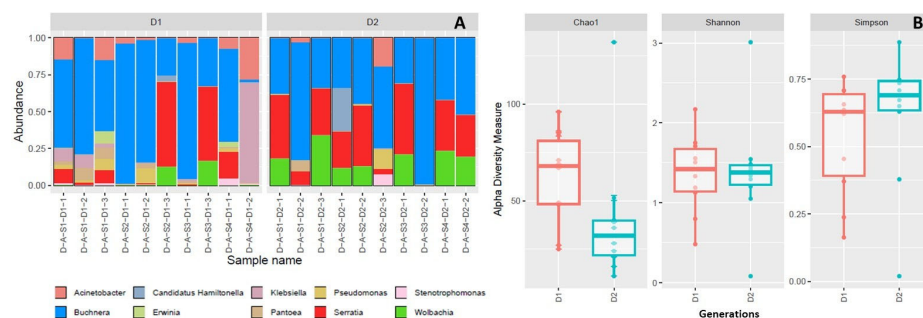 D1 A
D2
Abundance
1.00
0.75
0.50
0.25
0.00
D-A-S1-D1-1
D-A-S1-D1-2
D-A-S1-D1-3
D-A-S2-D1-1
D-A-S2-D1-2
D-A-S3-D1-1
D-A-S3-D1-2
D-A-S3-D1-3
D-A-S4-D1-1
D-A-S4-D1-2
D-A-S1-D2-1
D-A-S1-D2-2
D-A-S1-D2-3
D-A-S2-D2-1
D-A-S2-D2-2
D-A-S2-D2-3
D-A-S3-D2-1
D-A-S3-D2-2
D-A-S4-D2-1
D-A-S4-D2-2
Sample name
Acinetobacter Candidatus Hamiltonella Klebsiella Pseudomonas Stenotrophomonas
Buchnera Erwinia Pantoea Serratia Wolbachia
Chao1 Shannon Simpson B
Alpha Diversity Measure
100
50
3
2
1
0
0.75
0.50
0.25
0.00
D1 D2 D1 D2 D1 D2
Generations